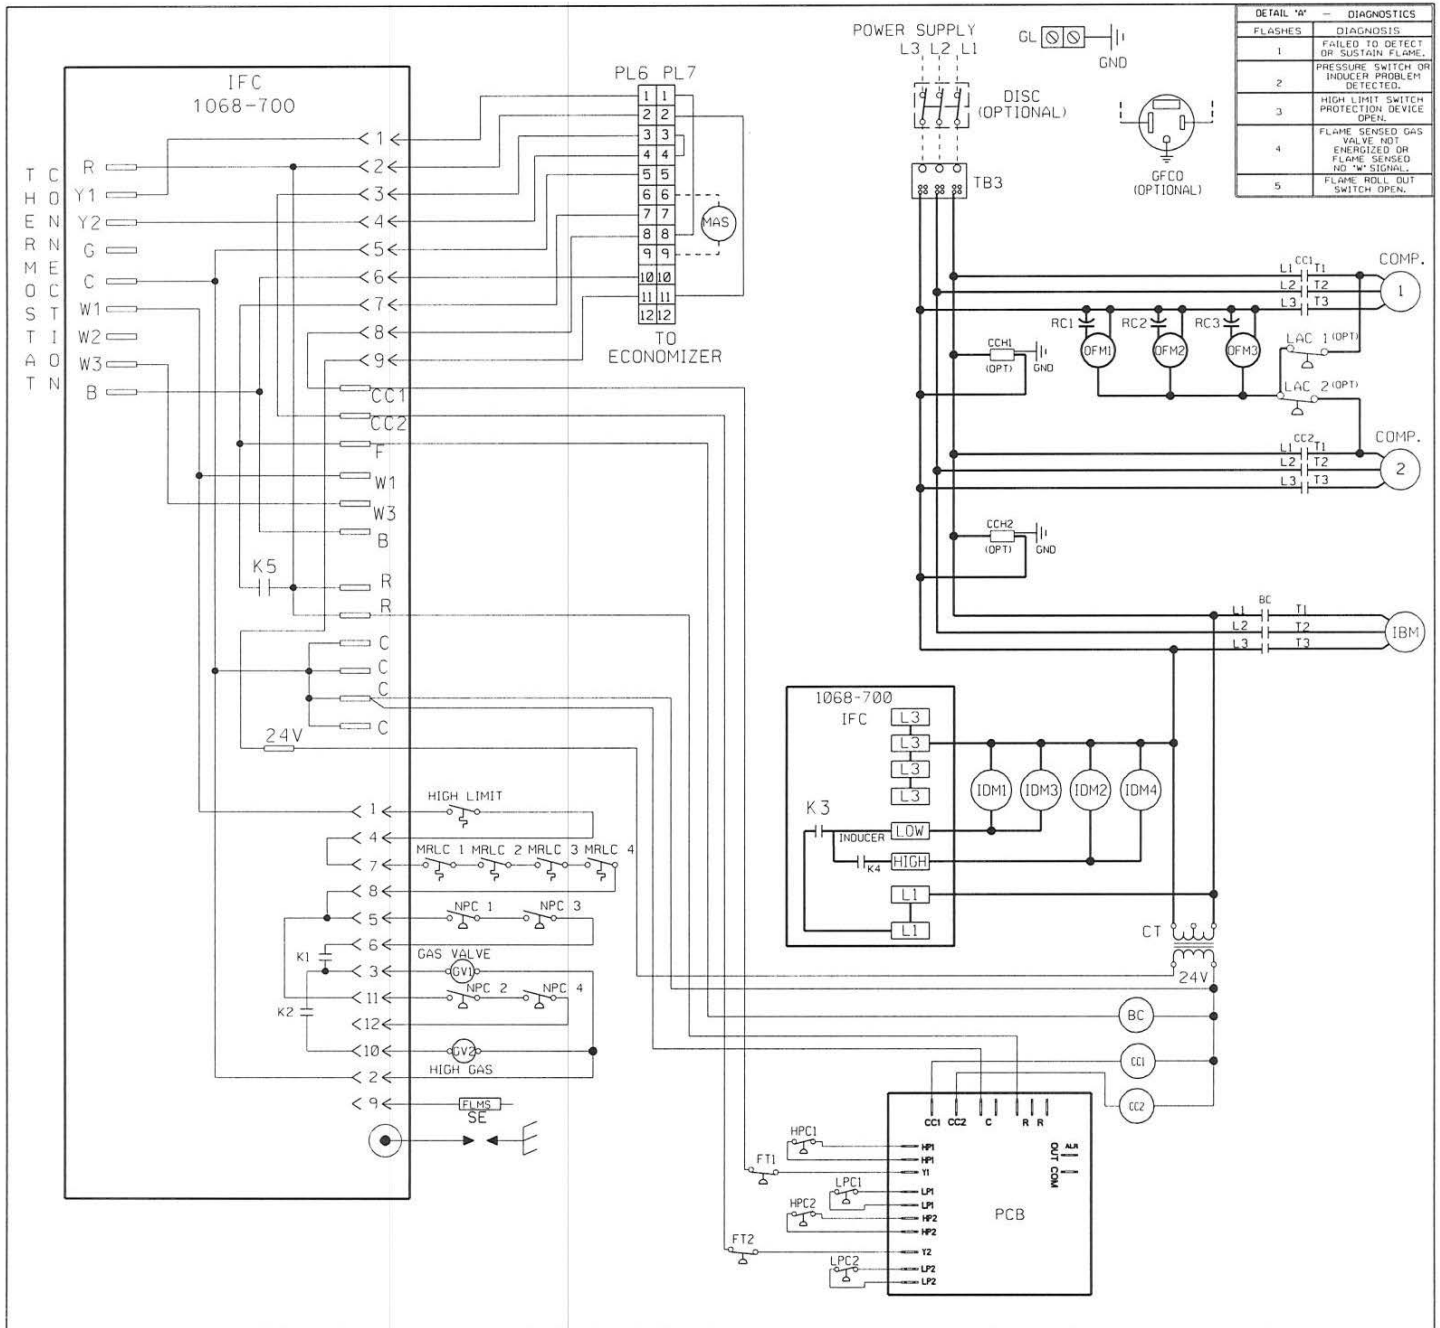 IFC
1068-700
THERMOSTAT
CONNECTION
R
Y1
Y2
G
C
W1
W2
W3
B
1
2
3
4
5
6
7
8
9
CC1
CC2
F
W1
W3
B
K5
R
R
C
C
C
C
24V
PL6 PL7
1 1
2 2
3 3
4 4
5 5
6 6
7 7
8 8
9 9
10 10
11 11
12 12
MAS
TO
ECONOMIZER
1
HIGH LIMIT
4
7
MRLC 1 MRLC 2 MRLC 3 MRLC 4
8
5
NPC 1 NPC 3
6
K1
GAS VALVE
3
GV1
11
NPC 2 NPC 4
K2
12
10
GV2
HIGH GAS
2
9
FLMS
SE
POWER SUPPLY
L3 L2 L1
GL
GND
DISC
(OPTIONAL)
GFCO
(OPTIONAL)
TB3
DETAIL "A" - DIAGNOSTICS
FLASHES DIAGNOSIS
1 FAILED TO DETECT
OR SUSTAIN FLAME.
2 PRESSURE SWITCH OR
INDUCER PROBLEM
DETECTED.
3 HIGH LIMIT SWITCH
PROTECTION DEVICE
OPEN.
4 FLAME SENSED GAS
VALVE NOT
ENERGIZED OR
FLAME SENSED
NO "W" SIGNAL.
5 FLAME ROLL OUT
SWITCH OPEN.
COMP.
L1 CC1 T1
L2 T2
L3 T3
1
RC1 RC2 RC3
OFM1 OFM2 OFM3
LAC 1 (OPT)
LAC 2 (OPT)
CCH1
(OPT)
GND
COMP.
L1 CC2 T1
L2 T2
L3 T3
2
CCH2
(OPT)
GND
BC
L1 T1
L2 T2
L3 T3
IBM
1068-700
IFC
L3
L3
L3
L3
IDM1 IDM3 IDM2 IDM4
K3
INDUCER
LOW
K4
HIGH
L1
L1
CT
24V
BC
CC1
CC2
CC1 CC2 C R R
HPC1
HP1
HP1
FT1
Y1
LPC1
LP1
LP1
HPC2
HP2
HP2
FT2
Y2
LPC2
LP2
LP2
PCB
ALR
OUT COM